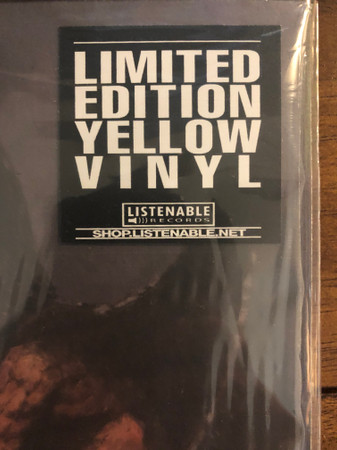 LIMITED
EDITION
YELLOW
VINYL
LISTENABLE
RECORDS
SHOP.LISTENABLE.NET